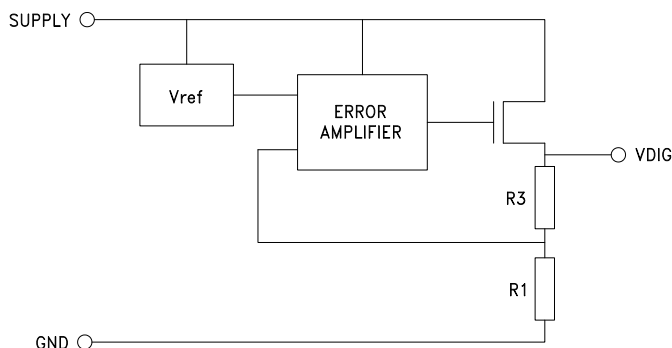 SUPPLY
Vref
ERROR
AMPLIFIER
VDIG
R3
R1
GND